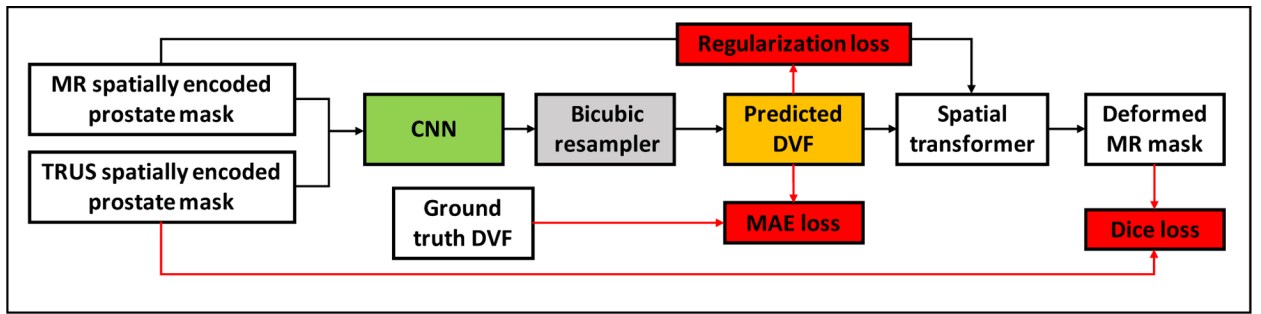 Regularization loss
MR spatially encoded
prostate mask
CNN
Bicubic
resampler
Predicted
DVF
Spatial
transformer
Deformed
MR mask
TRUS spatially encoded
prostate mask
Ground
truth DVF
MAE loss
Dice loss